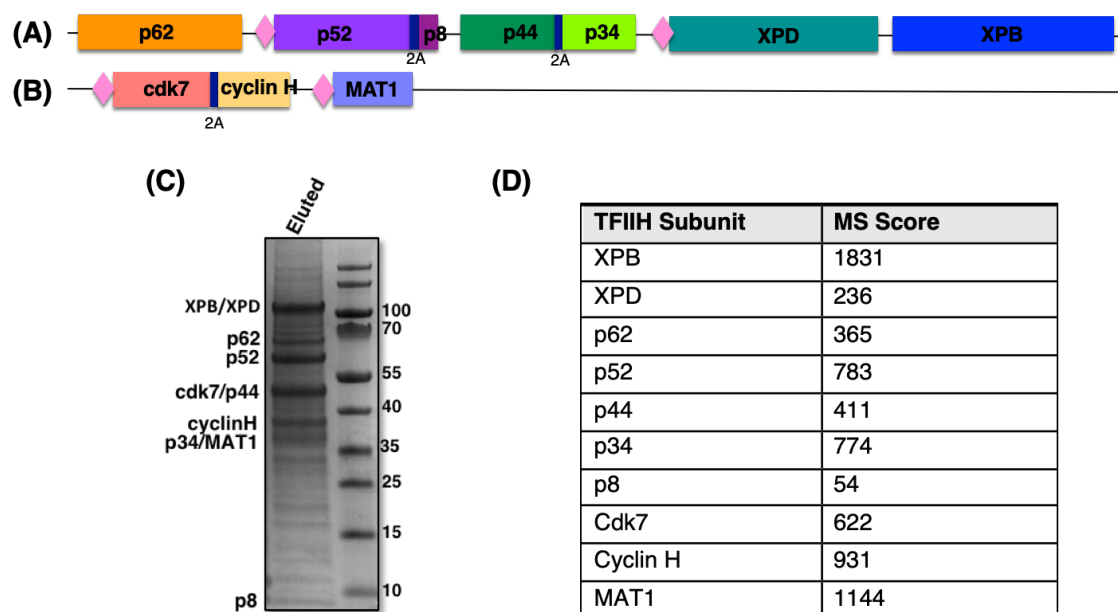 (A) p62 p52 p8 p44 p34 XPD XPB
2A 2A
(B) cdk7 cyclin H MAT1
2A
(C)
Eluted
XPB/XPD
p62
p52
cdk7/p44
cyclinH
p34/MAT1
p8
100
70
55
40
35
25
15
10
(D)
TFIIH Subunit MS Score
XPB 1831
XPD 236
p62 365
p52 783
p44 411
p34 774
p8 54
Cdk7 622
Cyclin H 931
MAT1 1144